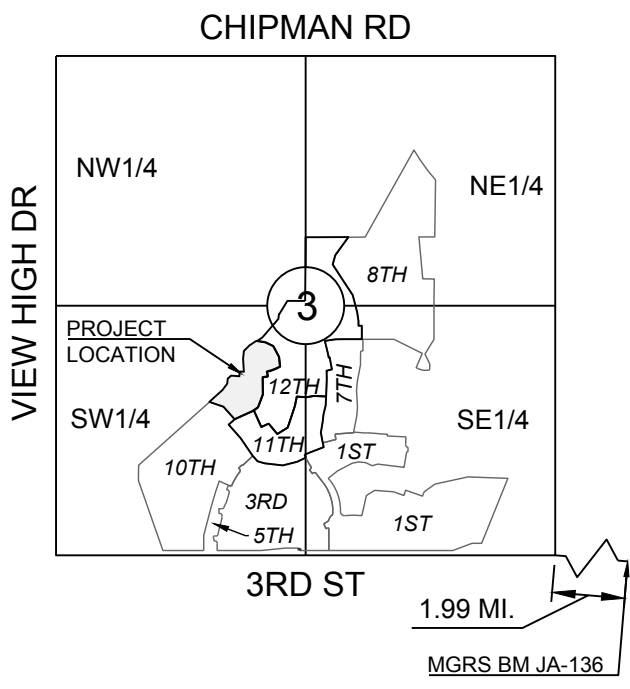 CHIPMAN RD
NW1/4
NE1/4
VIEW HIGH DR
8TH
3
PROJECT
LOCATION
12TH
7TH
SW1/4
SE1/4
11TH
1ST
10TH
3RD
1ST
5TH
3RD ST
1.99 MI.
MGRS BM JA-136